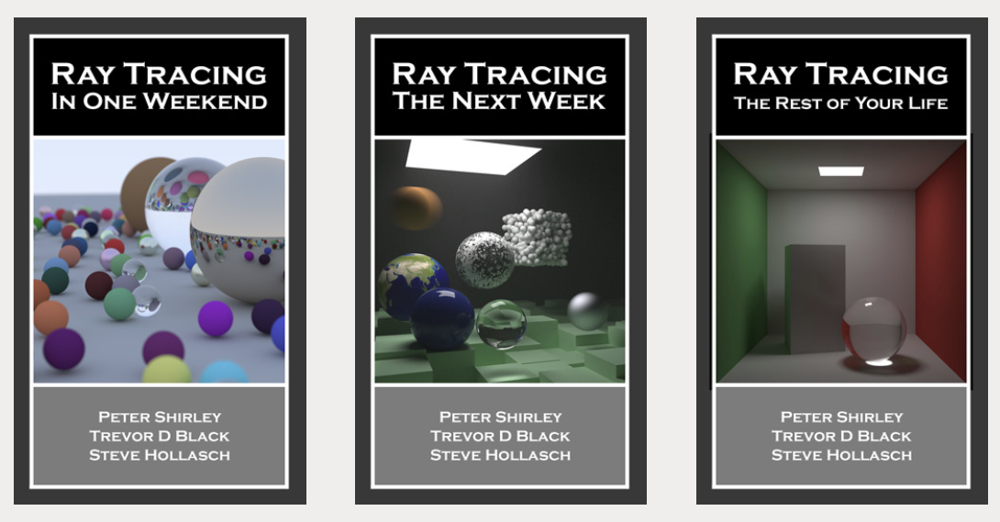 RAY TRACING
IN ONE WEEKEND
PETER SHIRLEY
TREVOR D BLACK
STEVE HOLLASCH
RAY TRACING
THE NEXT WEEK
PETER SHIRLEY
TREVOR D BLACK
STEVE HOLLASCH
RAY TRACING
THE REST OF YOUR LIFE
PETER SHIRLEY
TREVOR D BLACK
STEVE HOLLASCH